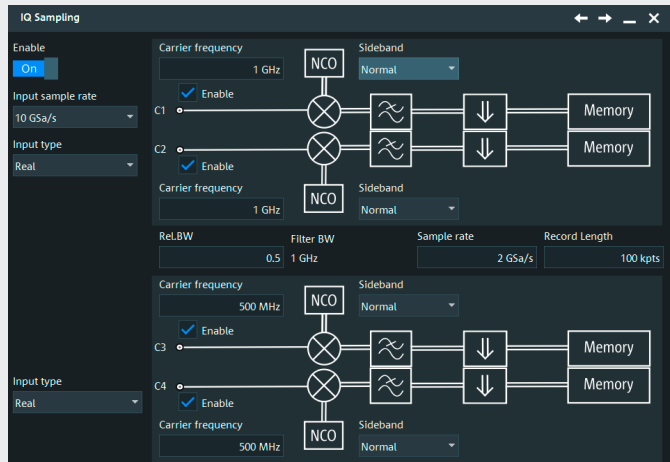 IQ Sampling
Enable
On
Input sample rate
10 GSa/s
Input type
Real
Carrier frequency
1 GHz
NCO
Sideband
Normal
Enable
C1
Memory
C2
Memory
Enable
Carrier frequency
1 GHz
NCO
Sideband
Normal
Rel.BW
0.5
Filter BW
1 GHz
Sample rate
2 GSa/s
Record Length
100 kpts
Carrier frequency
500 MHz
NCO
Sideband
Normal
Enable
C3
Memory
C4
Memory
Input type
Real
Enable
Carrier frequency
500 MHz
NCO
Sideband
Normal